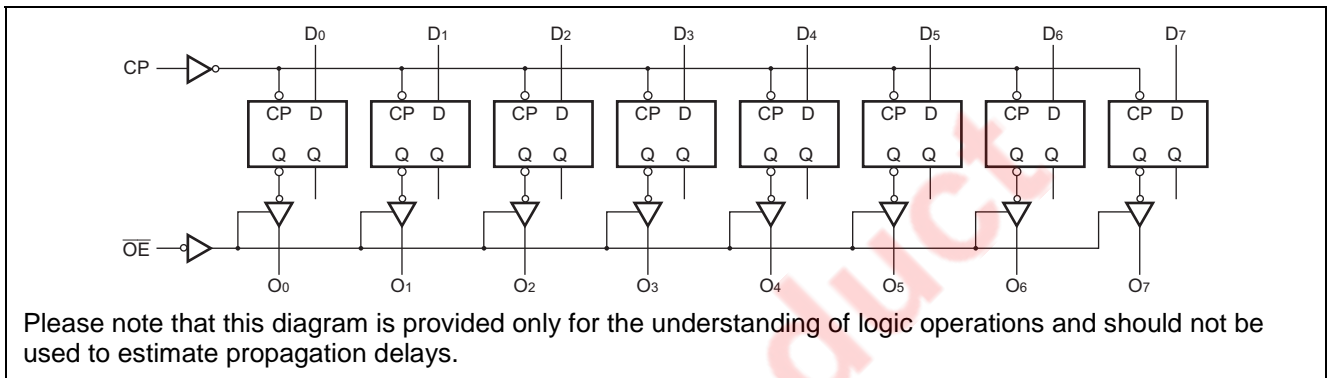 D0 D1 D2 D3 D4 D5 D6 D7
CP
CP D CP D CP D CP D CP D CP D CP D CP D
Q Q Q Q Q Q Q Q Q Q Q Q Q Q Q Q
OE
O0 O1 O2 O3 O4 O5 O6 O7
Please note that this diagram is provided only for the understanding of logic operations and should not be
used to estimate propagation delays.
duct